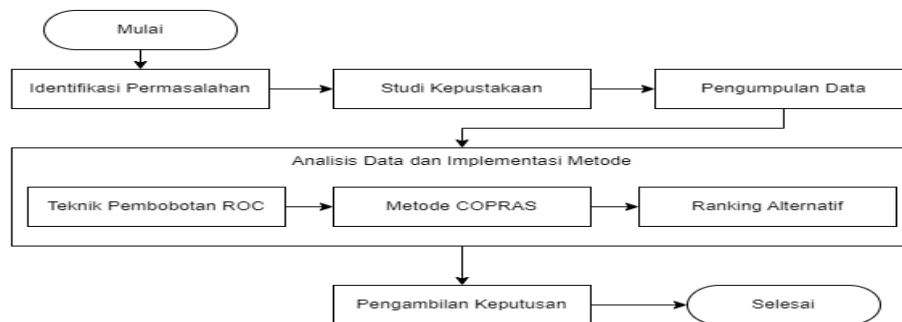 Mulai
Identifikasi Permasalahan
Studi Kepustakaan
Pengumpulan Data
Analisis Data dan Implementasi Metode
Teknik Pembobotan ROC
Metode COPRAS
Ranking Alternatif
Pengambilan Keputusan
Selesai